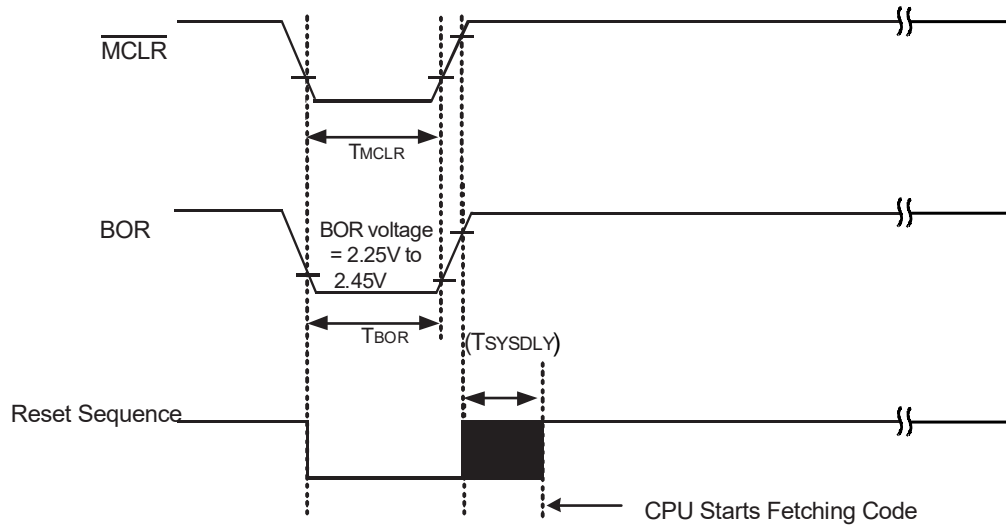 MCLR
TMCLR
BOR
BOR voltage
= 2.25V to
2.45V
TBOR
(TSYSDLY)
Reset Sequence
CPU Starts Fetching Code